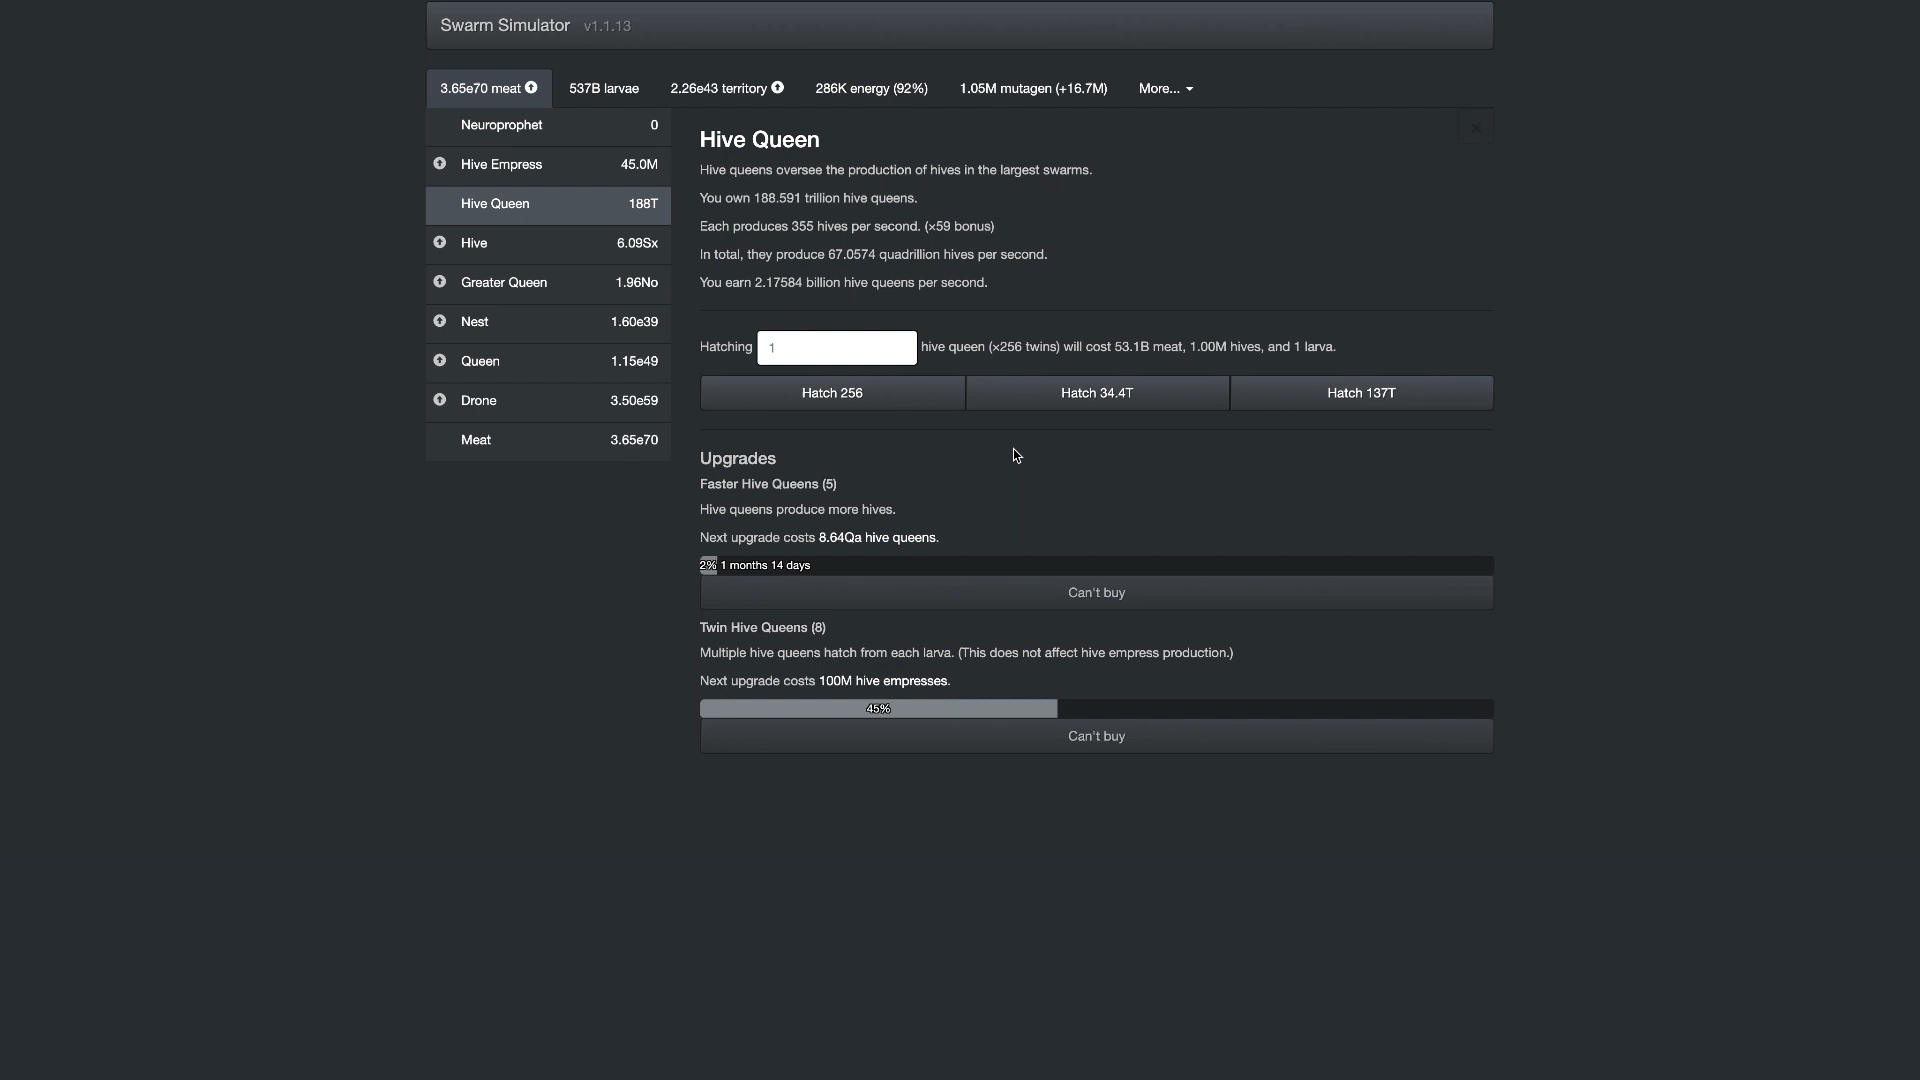 Swarm Simulator v1.1.13
3.65e70 meat 537B larvae 2.26e43 territory 286K energy (92%) 1.05M mutagen (+16.7M) More...
Neuroprophet 0
Hive Empress 45.0M
Hive Queen 188T
Hive 6.09Sx
Greater Queen 1.96No
Nest 1.60e39
Queen 1.15e49
Drone 3.50e59
Meat 3.65e70
×
Hive Queen
Hive queens oversee the production of hives in the largest swarms.
You own 188.591 trillion hive queens.
Each produces 355 hives per second. (×59 bonus)
In total, they produce 67.0574 quadrillion hives per second.
You earn 2.17584 billion hive queens per second.
Hatching 1 hive queen (×256 twins) will cost 53.1B meat, 1.00M hives, and 1 larva.
Hatch 256 Hatch 34.4T Hatch 137T
Upgrades
Faster Hive Queens (5)
Hive queens produce more hives.
Next upgrade costs 8.64Qa hive queens.
2% 1 months 14 days
Can't buy
Twin Hive Queens (8)
Multiple hive queens hatch from each larva. (This does not affect hive empress production.)
Next upgrade costs 100M hive empresses.
45%
Can't buy